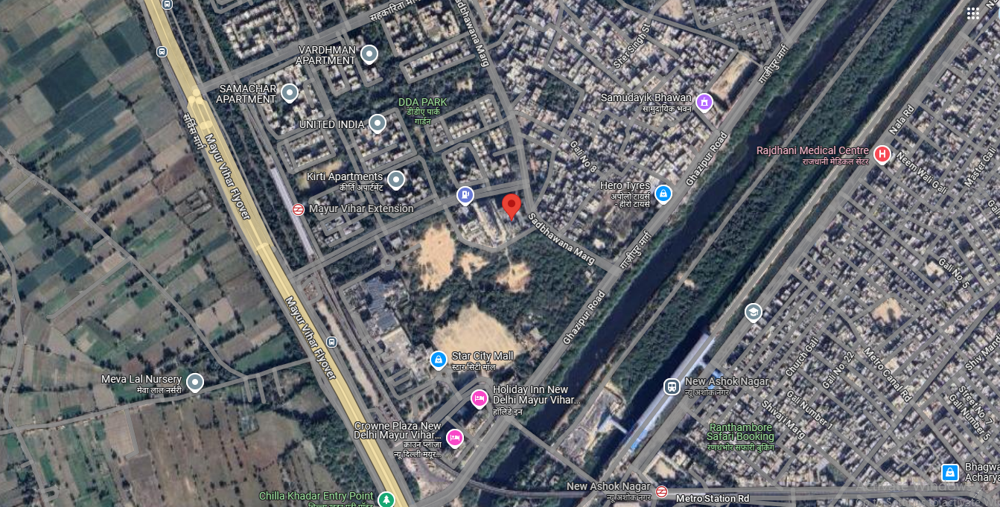 सहकारिता मार्ग
Sadbhawana Marg
VARDHMAN
APARTMENT
Sher Singh St
गाजीपुर मार्ग
SAMACHAR
APARTMENT
DDA PARK
डीडीए पार्क
गार्डन
Samudayik Bhawan
सामुदायिक भवन
UNITED INDIA
सर्विस मार्ग
Mayur Vihar Flyover
Nala Rd
Gali No 8
Ghazipur Road
Rajdhani Medical Centre
राजधानी मेडिकल सेंटर
H
Neem Wali Gali
Master Gal
Kirti Apartments
कीर्ति अपार्टमेंट
Hero Tyres
अपोलो टायर्स
- हीरो टायर्स
Mayur Vihar Extension
Sadbhawana Marg
गाजीपुर मार्ग
Gali No 5
Mayur Vihar Flyover
Ghazipur Road
Star City Mall
स्टार सिटी मॉल
Church Gali
Gali No 22
Metro Canal Rd
Shiv Mand
Meva Lal Nursery
मेवा लाल नर्सरी
New Ashok Nagar
न्यू अशोक नगर
Holiday Inn New
Delhi Mayur Vihar...
हॉलिडे इन
Gali Number 1
Shivaji Marg
Street No. 7
Gali Number 5
Crowne Plaza New
Delhi Mayur Vihar...
क्राउन प्लाजा
न्यू दिल्ली मयूर...
Ranthambore
Safari Booking
रणथंभोर सफारी बुकिंग
Bhagwa
Acharya
New Ashok Nagar
न्यू अशोक नगर
Metro Station Rd
Chilla Khadar Entry Point